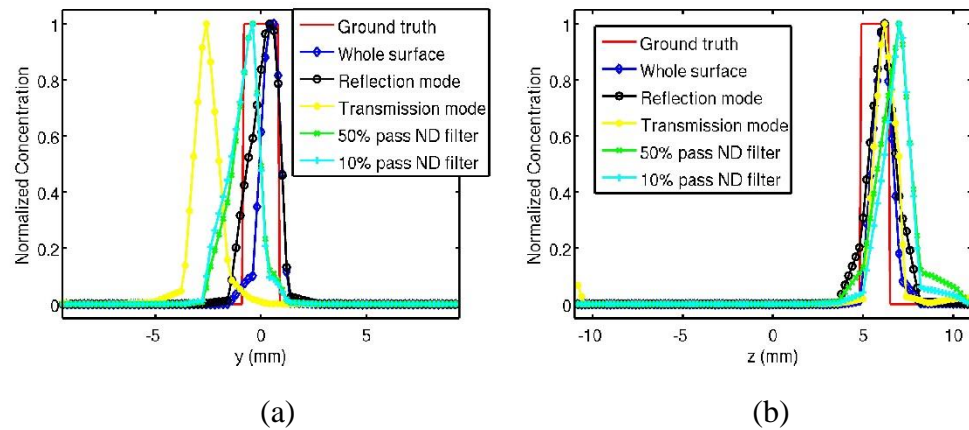 Normalized Concentration
1
0.8
0.6
0.4
0.2
0
-5
0
5
y (mm)
Ground truth
Whole surface
Reflection mode
Transmission mode
50% pass ND filter
10% pass ND filter
(a)
Normalized Concentration
1
0.8
0.6
0.4
0.2
0
-10
-5
0
5
10
z (mm)
Ground truth
Whole surface
Reflection mode
Transmission mode
50% pass ND filter
10% pass ND filter
(b)